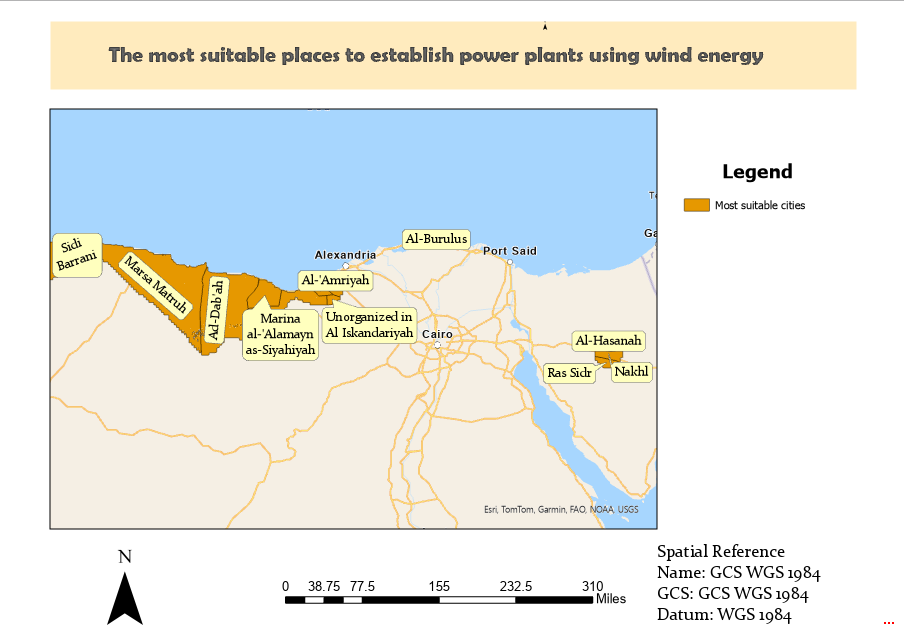 The most suitable places to establish power plants using wind energy
Legend
Most suitable cities
Sidi
Barrani
Marsa Matruh
Ad-Dab'ah
Marina
al-'Alamayn
as-Siyahiyah
Alexandria
Al-'Amriyah
Unorganized in
Al Iskandariyah
Al-Burulus
Port Said
Cairo
Al-Hasanah
Ras Sidr
Nakhl
Te
Ga
Esri, TomTom, Garmin, FAO, NOAA, USGS
N
0 38.75 77.5 155 232.5 310
Miles
Spatial Reference
Name: GCS WGS 1984
GCS: GCS WGS 1984
Datum: WGS 1984
...